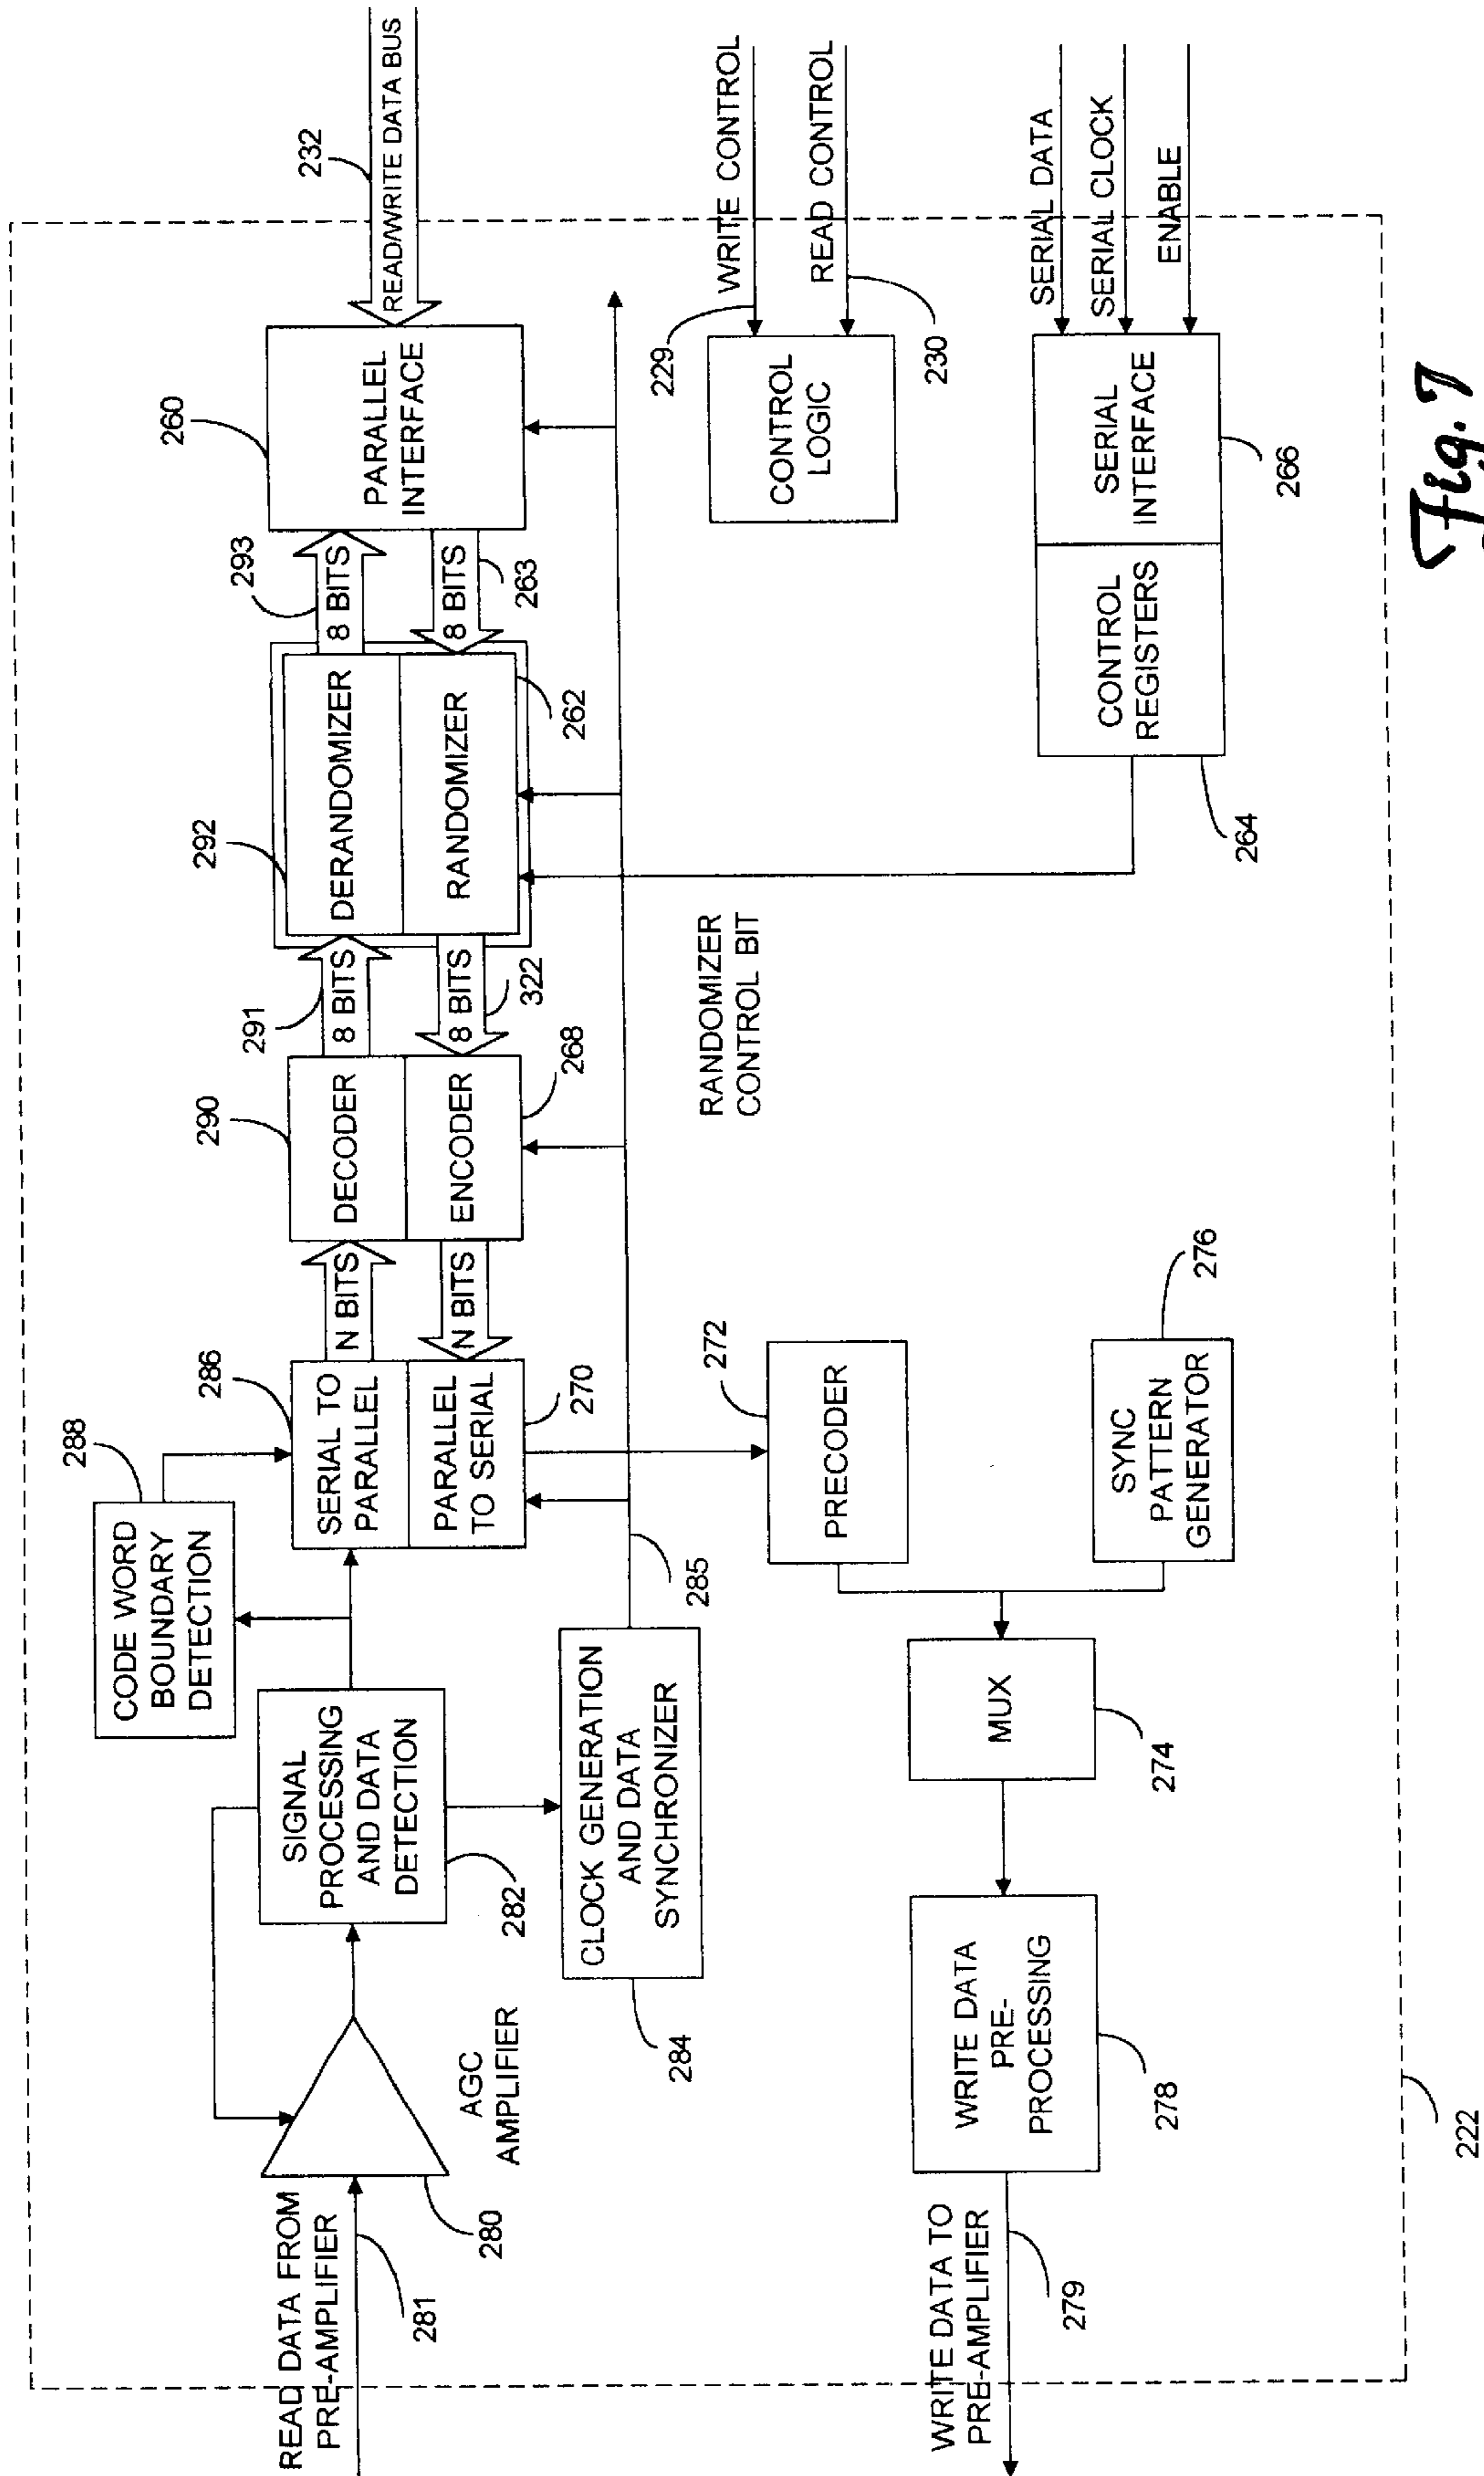 READ/WRITE DATA BUS
232
260
PARALLEL
INTERFACE
293
8 BITS
8 BITS
263
292
DERANDOMIZER
RANDOMIZER
262
291
8 BITS
8 BITS
322
290
DECODER
ENCODER
268
N BITS
N BITS
286
SERIAL TO
PARALLEL
PARALLEL
TO SERIAL
270
288
CODE WORD
BOUNDARY
DETECTION
SIGNAL
PROCESSING
AND DATA
DETECTION
282
AGC
AMPLIFIER
280
READ DATA FROM
PRE-AMPLIFIER
281
CLOCK GENERATION
AND DATA
SYNCHRONIZER
284
285
WRITE CONTROL
READ CONTROL
229
230
CONTROL
LOGIC
SERIAL DATA
SERIAL CLOCK
ENABLE
SERIAL
INTERFACE
266
CONTROL
REGISTERS
264
RANDOMIZER
CONTROL BIT
272
PRECODER
276
SYNC
PATTERN
GENERATOR
MUX
274
WRITE DATA
PRE-
PROCESSING
278
WRITE DATA TO
PRE-AMPLIFIER
279
222
Fig. 7